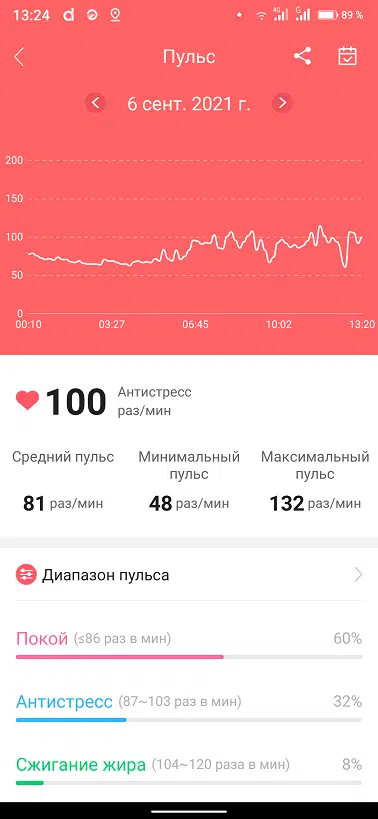 13:24 4G G 89 %
Пульс
6 сент. 2021 г.
200
150
100
50
0
00:10 03:27 06:45 10:02 13:20
100 Антистресс
раз/мин
Средний пульс Минимальный Максимальный
пульс пульс
81 раз/мин 48 раз/мин 132 раз/мин
Диапазон пульса
Покой (≤86 раз в мин) 60%
Антистресс (87~103 раз в мин) 32%
Сжигание жира (104~120 раза в мин) 8%